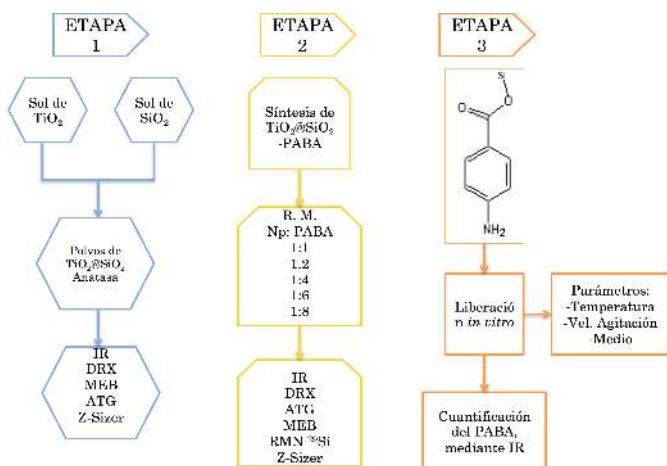 ETAPA
1
Sol de
TiO2
Sol de
SiO2
Polvos de
TiO2@SiO2
Anatasa
IR
DRX
MEB
ATG
Z-Sizer
ETAPA
2
Síntesis de
TiO2@SiO2
-PABA
R. M.
Np: PABA
1:1
1:2
1:4
1:6
1:8
IR
DRX
ATG
MEB
RMN ²⁹Si
Z-Sizer
ETAPA
3
Si
O
O
NH2
Liberació
n in vitro
Parámetros:
-Temperatura
-Vel. Agitación
-Medio
Cuantificación
del PABA,
mediante IR